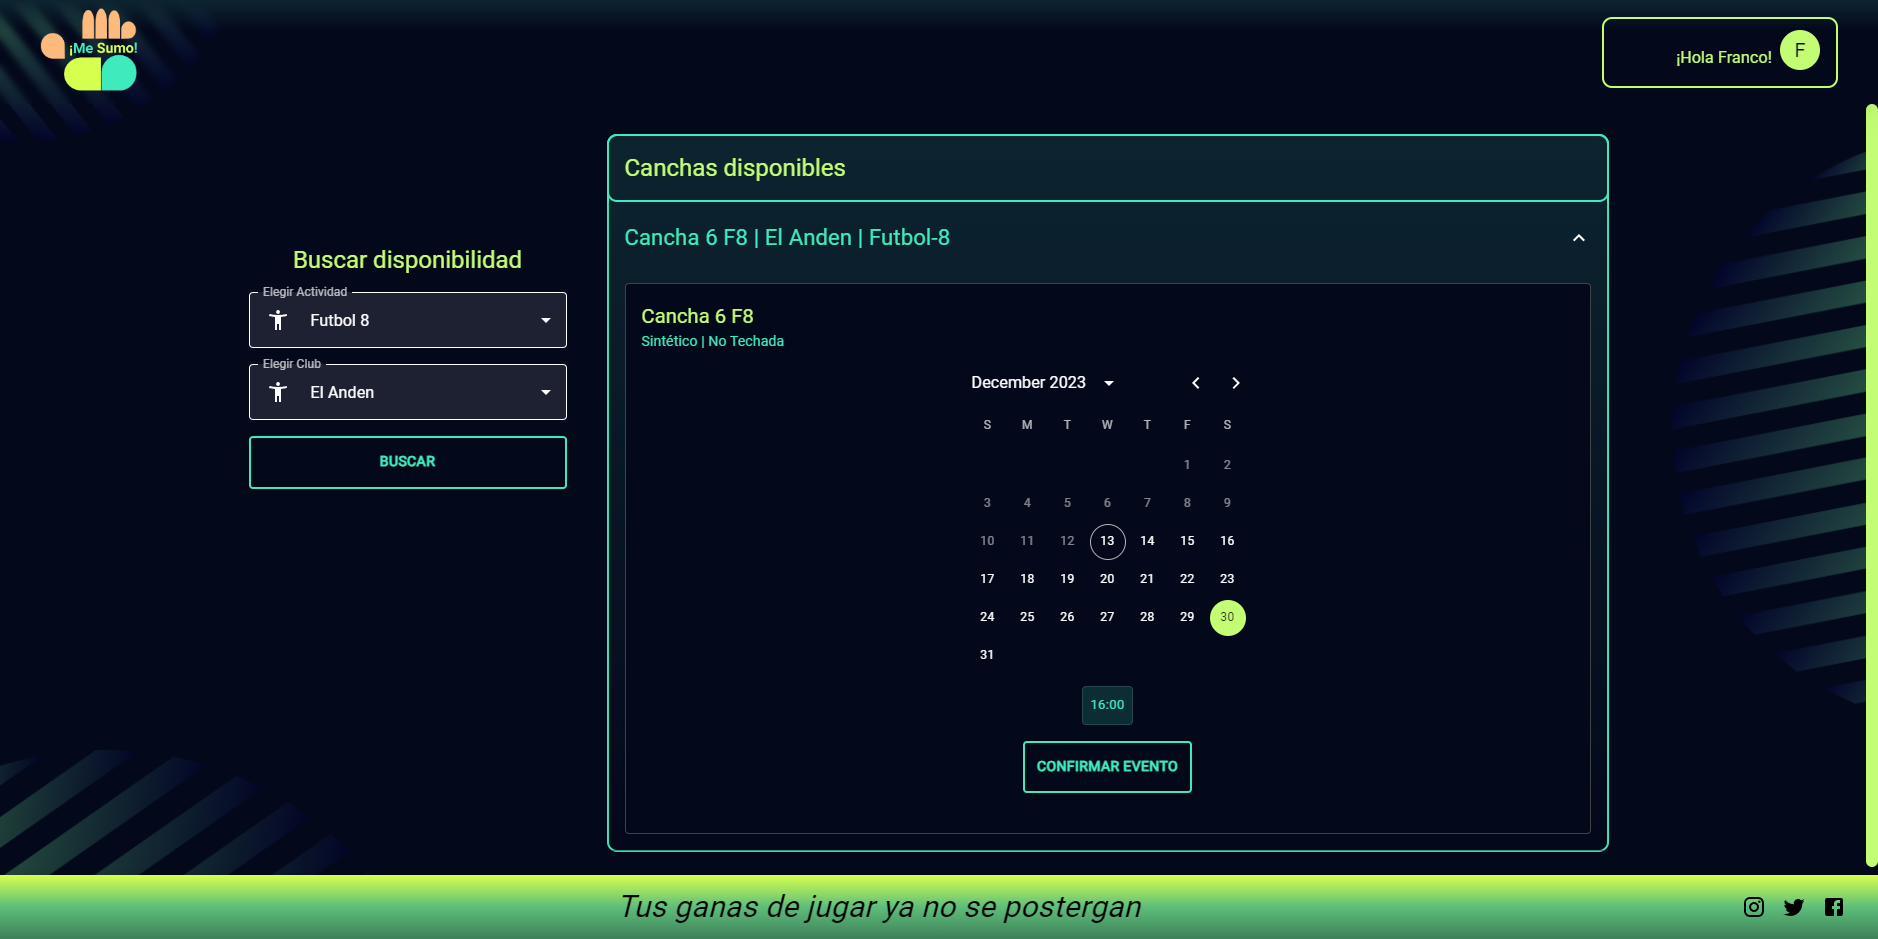 ¡Me Sumo!
¡Hola Franco!
F
Buscar disponibilidad
Elegir Actividad
Futbol 8
Elegir Club
El Anden
BUSCAR
Canchas disponibles
Cancha 6 F8 | El Anden | Futbol-8
Cancha 6 F8
Sintético | No Techada
December 2023
S M T W T F S
1 2
3 4 5 6 7 8 9
10 11 12 13 14 15 16
17 18 19 20 21 22 23
24 25 26 27 28 29 30
31
16:00
CONFIRMAR EVENTO
Tus ganas de jugar ya no se postergan